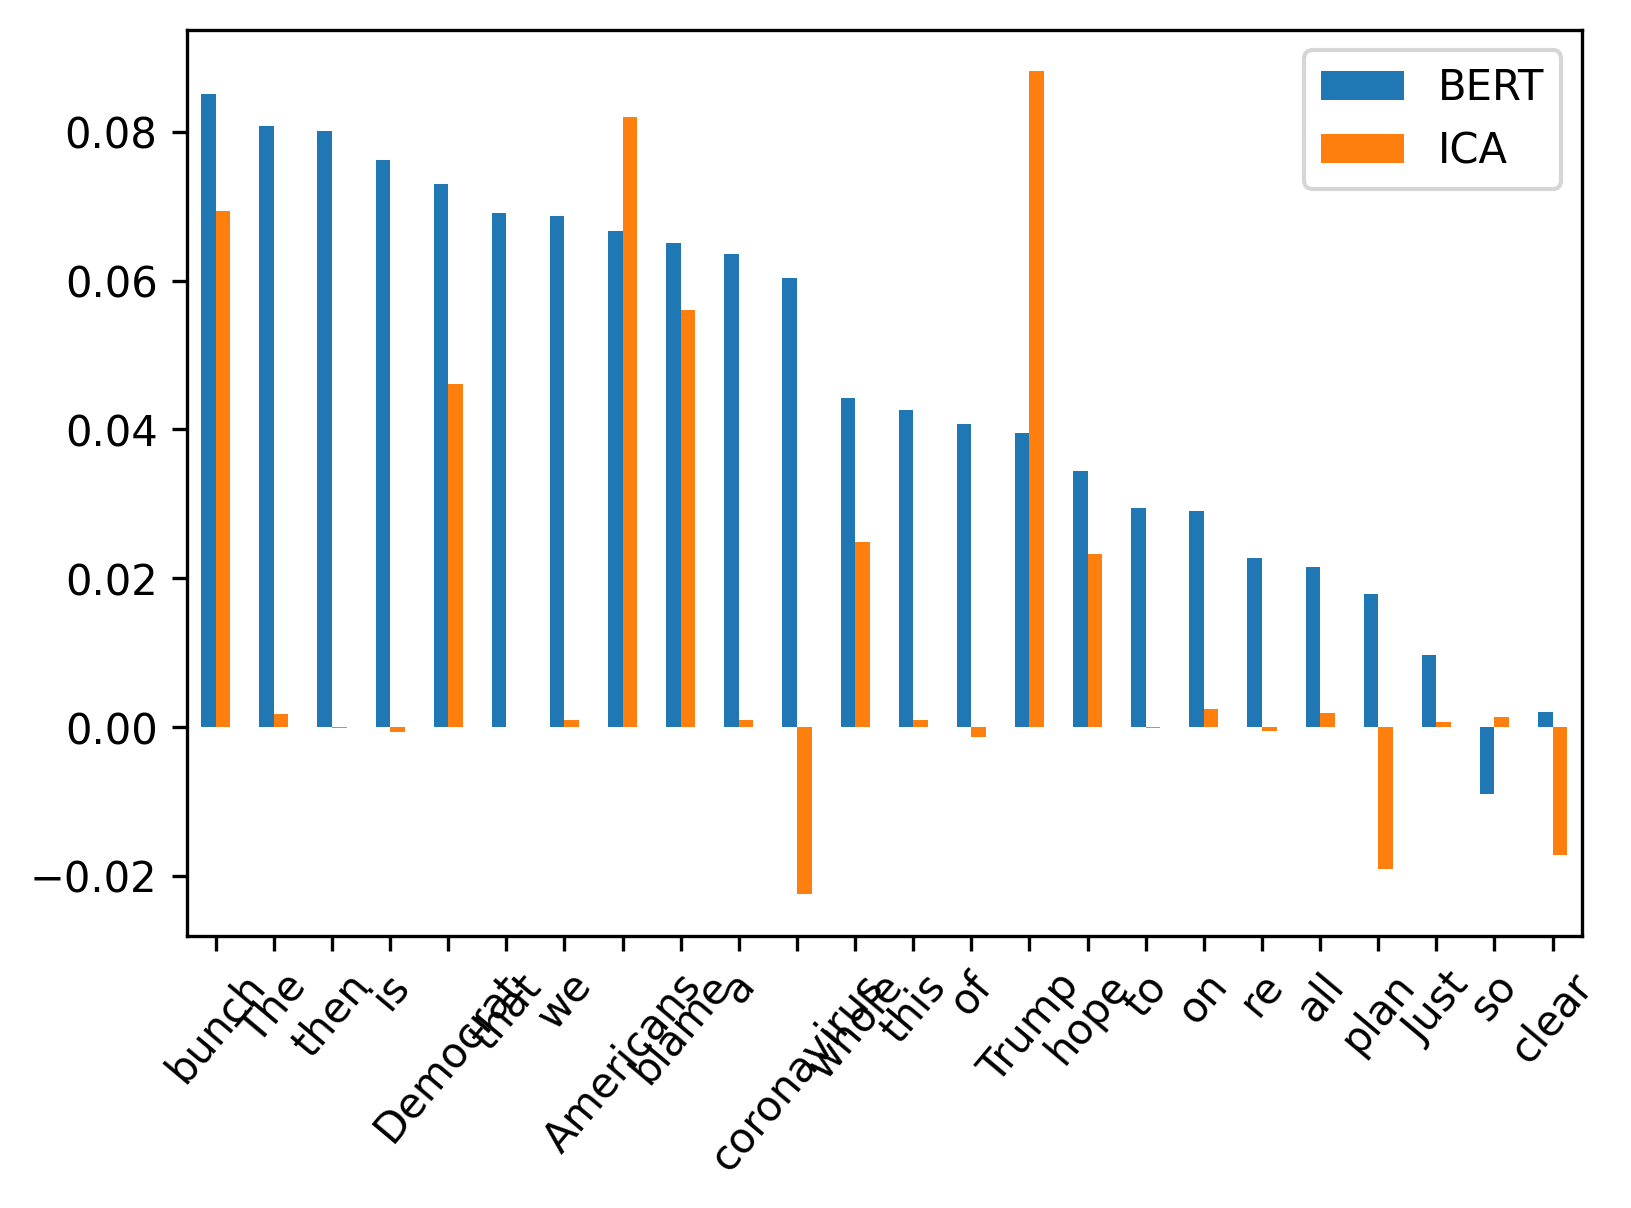 BERT
ICA
0.08
0.06
0.04
0.02
0.00
−0.02
bunch
The
then
is
Democrat
that
we
Americans
blame
a
coronavirus
whole
this
of
Trump
hope
to
on
re
all
plan
Just
so
clear